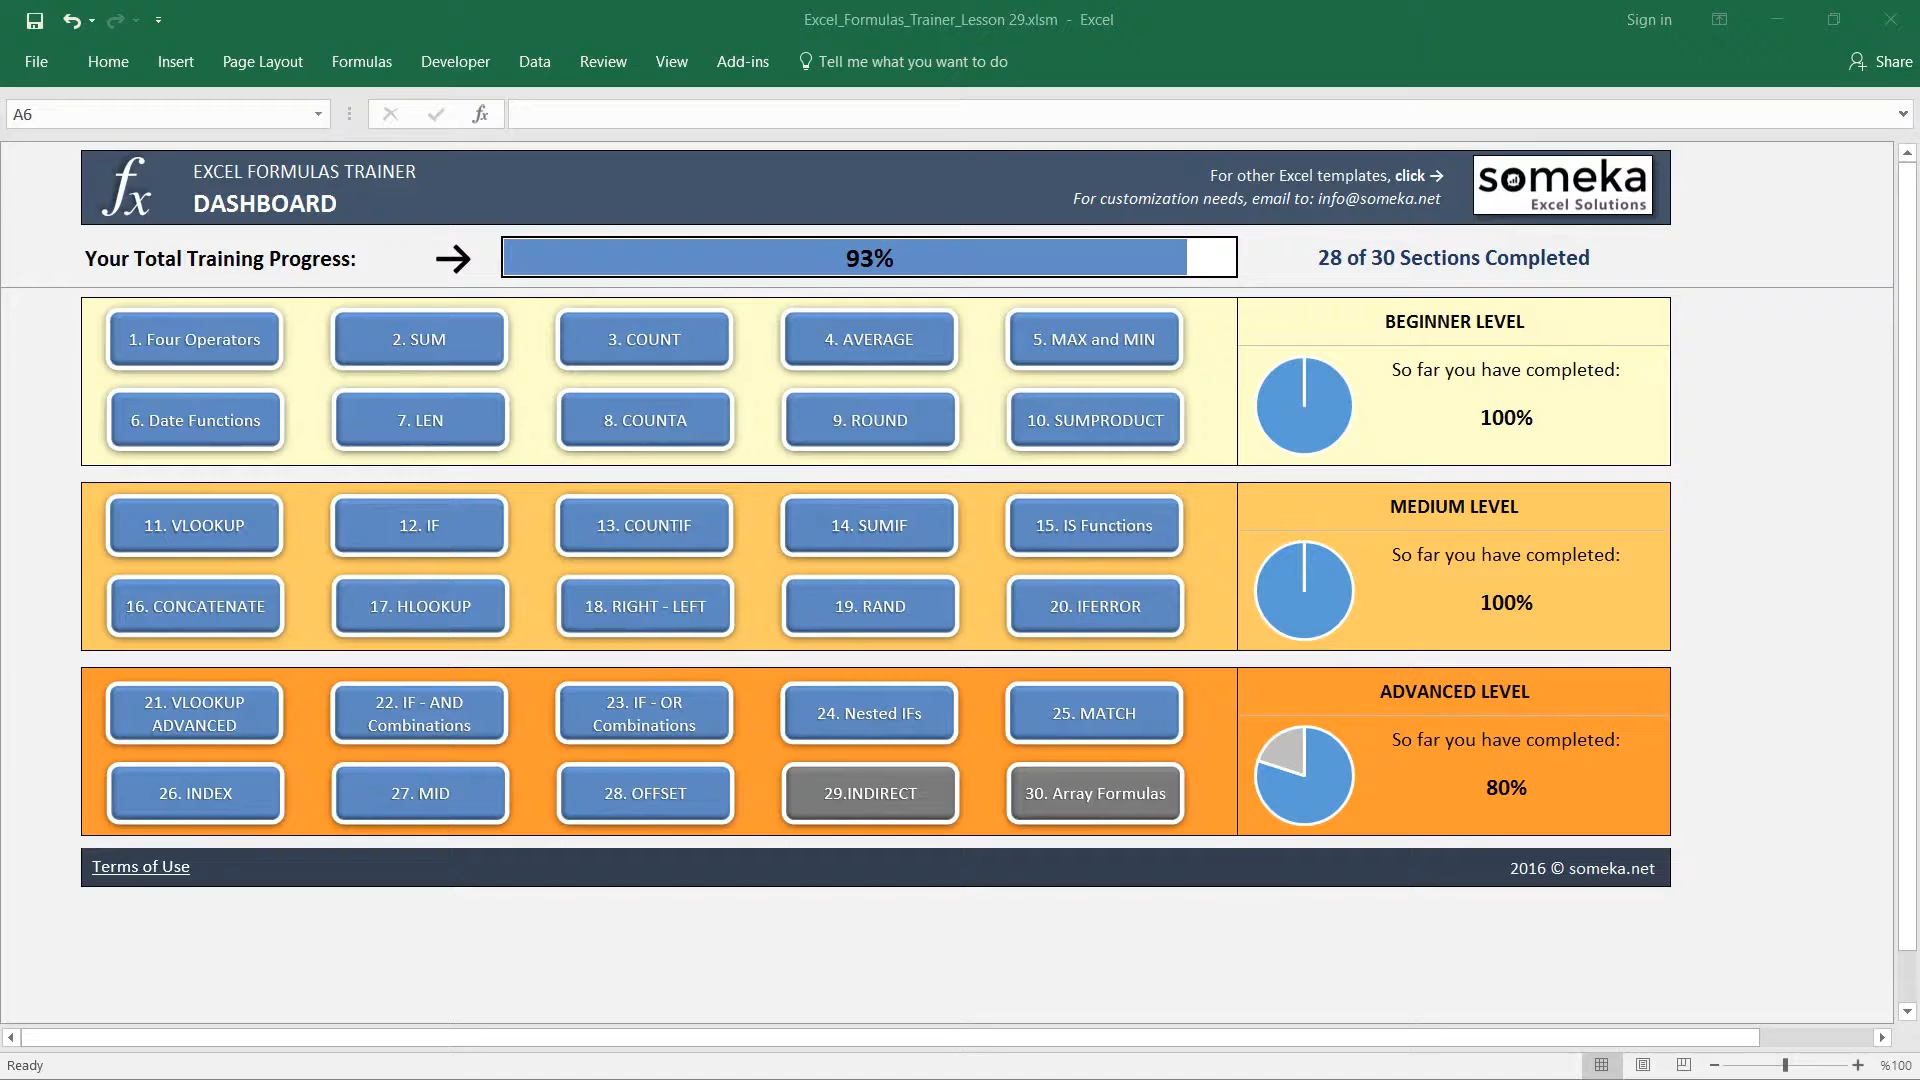 Excel_Formulas_Trainer_Lesson 29.xlsm - Excel
Sign in
File Home Insert Page Layout Formulas Developer Data Review View Add-ins Tell me what you want to do Share
A6 fx
fx
EXCEL FORMULAS TRAINER
DASHBOARD
For other Excel templates, click →
For customization needs, email to: info@someka.net
someka
Excel Solutions
Your Total Training Progress: → 93% 28 of 30 Sections Completed
1. Four Operators 2. SUM 3. COUNT 4. AVERAGE 5. MAX and MIN
6. Date Functions 7. LEN 8. COUNTA 9. ROUND 10. SUMPRODUCT
BEGINNER LEVEL
So far you have completed:
100%
11. VLOOKUP 12. IF 13. COUNTIF 14. SUMIF 15. IS Functions
16. CONCATENATE 17. HLOOKUP 18. RIGHT - LEFT 19. RAND 20. IFERROR
MEDIUM LEVEL
So far you have completed:
100%
21. VLOOKUP
ADVANCED
22. IF - AND
Combinations
23. IF - OR
Combinations
24. Nested IFs
25. MATCH
26. INDEX 27. MID 28. OFFSET 29.INDIRECT 30. Array Formulas
ADVANCED LEVEL
So far you have completed:
80%
Terms of Use
2016 © someka.net
Ready
%100